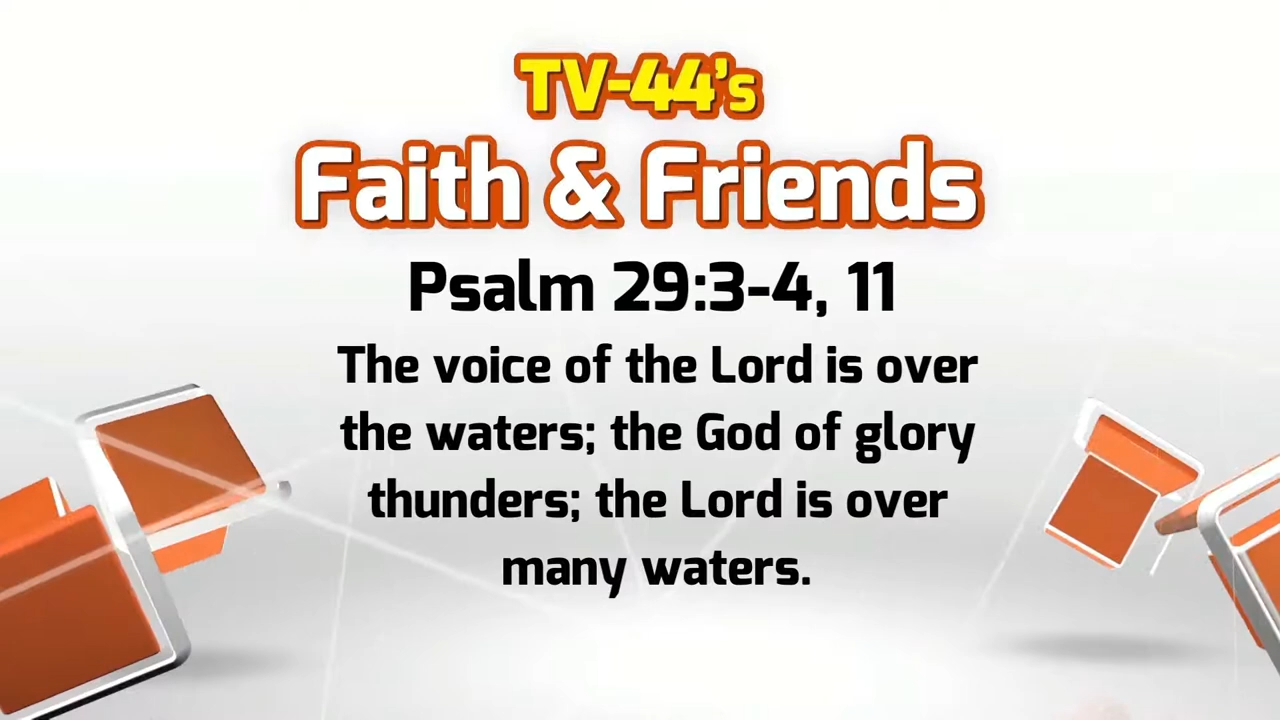 TV-44's
Faith & Friends
Psalm 29:3-4, 11
The voice of the Lord is over
the waters; the God of glory
thunders; the Lord is over
many waters.